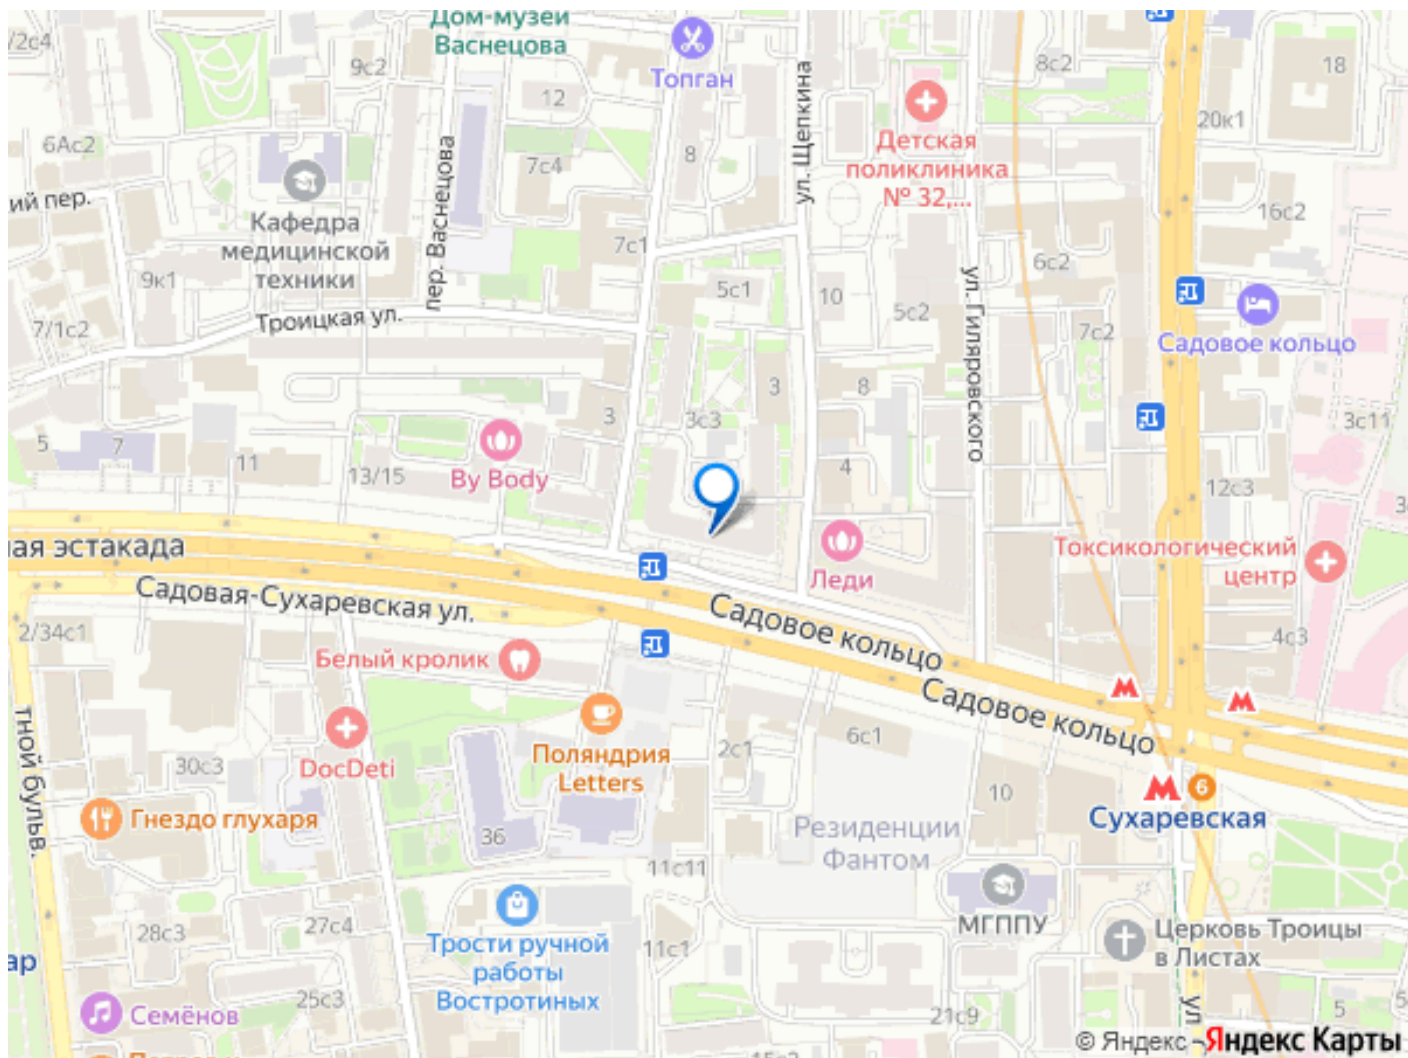 Дом-музей
Васнецова
/2с4
9с2
12
Топган
8с2
18
Детская
поликлиника
№ 32,...
20к1
6Ас2
7с4
8
ул. Щепкина
пер. Васнецова
ий пер.
Кафедра
медицинской
техники
16с2
7с1
6с2
9к1
5с1
10
5с2
ул. Гиляровского
7/1с2
Троицкая ул.
7с2
Садовое кольцо
3
8
3
3с3
3с11
5
7
11
13/15
By Body
4
12с3
ная эстакада
Токсикологический
центр
Леди
Садовая-Сухаревская ул.
Садовое кольцо
2/34с1
4с3
Белый кролик
Садовое кольцо
тной бульв.
Поляндрия
Letters
2с1
6с1
30с3
DocDeti
10
6
Сухаревская
Гнездо глухаря
36
Резиденции
Фантом
11с11
МГППУ
28с3
27с4
Трости ручной
работы
Востротиных
11с1
Церковь Троицы
в Листах
ар
25с3
Семёнов
21с9
ул
5
© Яндекс
Яндекс Карты